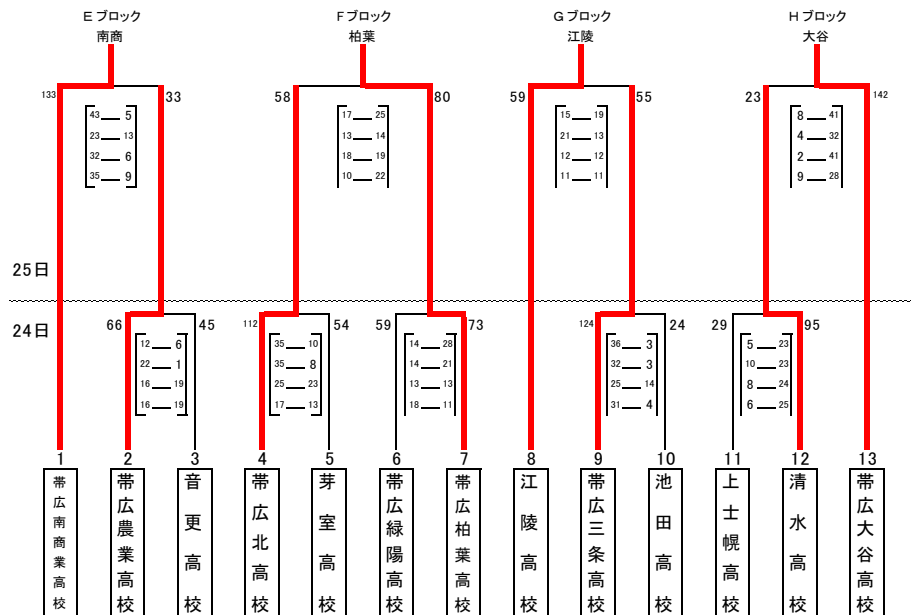 Eブロック Fブロック Gブロック Hブロック
南商 柏葉 江陵 大谷
133 33 58 80 59 55 23 142
43 5 17 25 15 19 8 41
23 13 13 14 21 13 4 32
32 6 18 19 12 12 2 41
35 9 10 22 11 11 9 28
25日
24日
66 45 112 54 59 73 124 24 29 95
12 6 35 10 14 28 36 3 5 23
22 1 35 8 14 21 32 3 10 23
16 19 25 23 13 13 25 14 8 24
16 19 17 13 18 11 31 4 6 25
1 2 3 4 5 6 7 8 9 10 11 12 13
帯広南商業高校
帯広農業高校
音更高校
帯広北高校
芽室高校
帯広緑陽高校
帯広柏葉高校
江陵高校
帯広三条高校
池田高校
上士幌高校
清水高校
帯広大谷高校